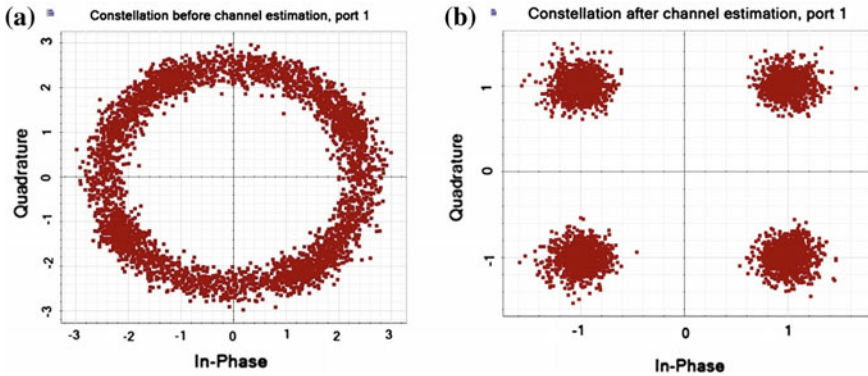 (a)
Constellation before channel estimation, port 1
3
2
1
0
-1
-2
-3
Quadrature
-3
-2
-1
0
1
2
3
In-Phase
(b)
Constellation after channel estimation, port 1
1
0
-1
Quadrature
-1
0
1
In-Phase